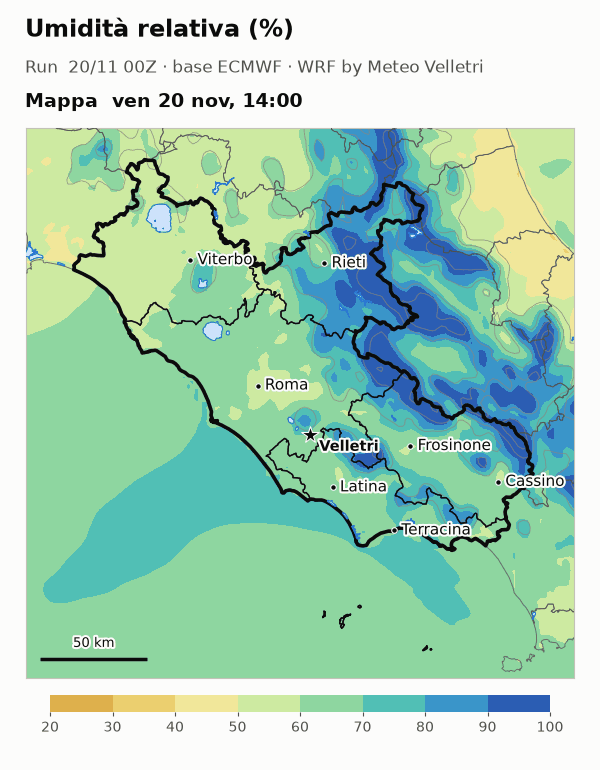 Umidità relativa (%)
Run  20/11 00Z · base ECMWF · WRF by Meteo Velletri
Mappa  ven 20 nov, 14:00
Viterbo
Rieti
Roma
Velletri
Frosinone
Cassino
Latina
Terracina
50 km
20 30 40 50 60 70 80 90 100